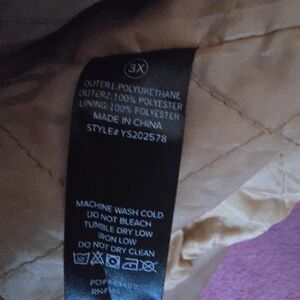 3X
OUTER1:POLYURETHANE
OUTER2:100% POLYESTER
LINING:100% POLYESTER
MADE IN CHINA
STYLE# YS202578
MACHINE WASH COLD
DO NOT BLEACH
TUMBLE DRY LOW
IRON LOW
DO NOT DRY CLEAN